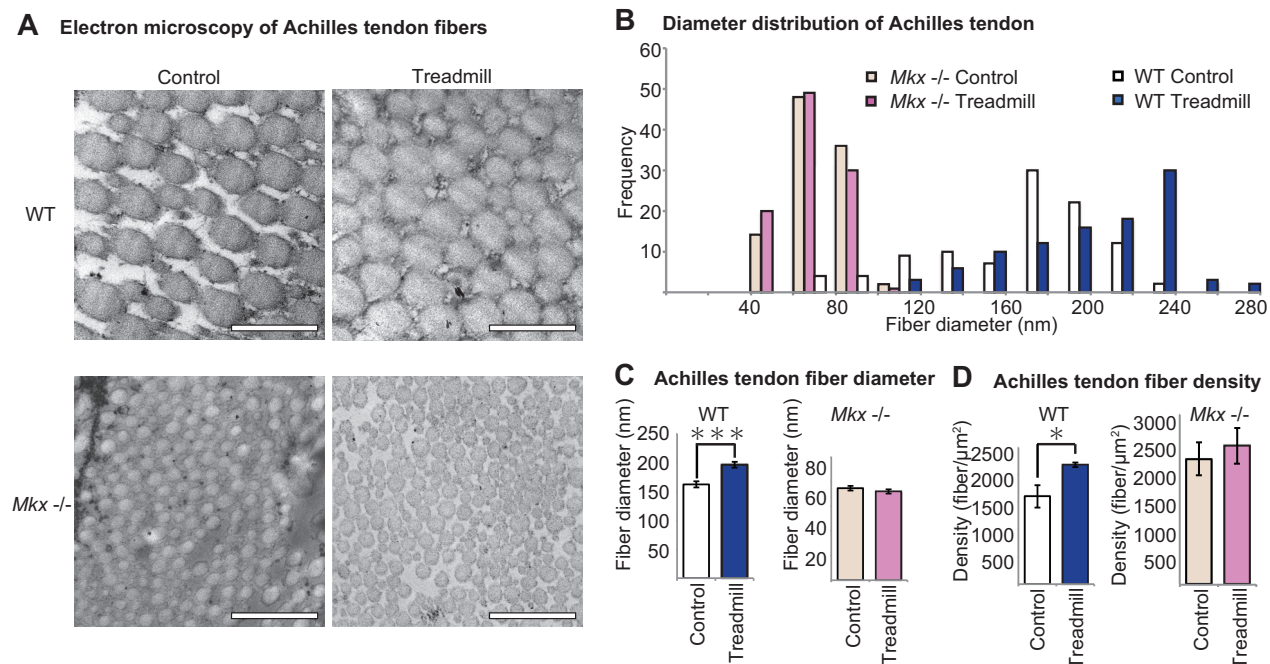 A Electron microscopy of Achilles tendon fibers
Control Treadmill
WT
Mkx -/-
B Diameter distribution of Achilles tendon
60
50
40
30
20
10
Frequency
Mkx -/- Control
Mkx -/- Treadmill
WT Control
WT Treadmill
40 80 120 160 200 240 280
Fiber diameter (nm)
C Achilles tendon fiber diameter
WT
***
Fiber diameter (nm)
250
200
150
100
50
Control
Treadmill
Mkx -/-
Fiber diameter (nm)
80
60
40
20
Control
Treadmill
D Achilles tendon fiber density
WT
*
Density (fiber/µm²)
2500
2000
1500
1000
500
Control
Treadmill
Mkx -/-
Density (fiber/µm²)
3000
2500
2000
1500
1000
500
Control
Treadmill